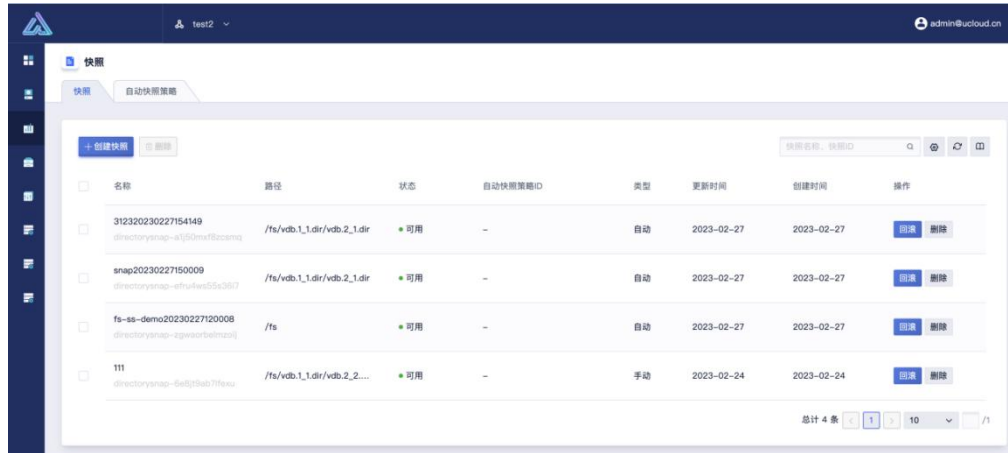 test2
admin@ucloud.cn
快照
快照 自动快照策略
创建快照 删除
快照名称、快照ID
名称 路径 状态 自动快照策略ID 类型 更新时间 创建时间 操作
312320230227154149 /fs/vdb.1_1.dir/vdb.2_1.dir 可用 - 自动 2023-02-27 2023-02-27 回滚 删除
snap20230227150009 /fs/vdb.1_1.dir/vdb.2_1.dir 可用 - 自动 2023-02-27 2023-02-27 回滚 删除
fs-ss-demo20230227120008 /fs 可用 - 自动 2023-02-27 2023-02-27 回滚 删除
111 /fs/vdb.1_1.dir/vdb.2_2.... 可用 - 手动 2023-02-24 2023-02-24 回滚 删除
总计 4 条 1 10 /1